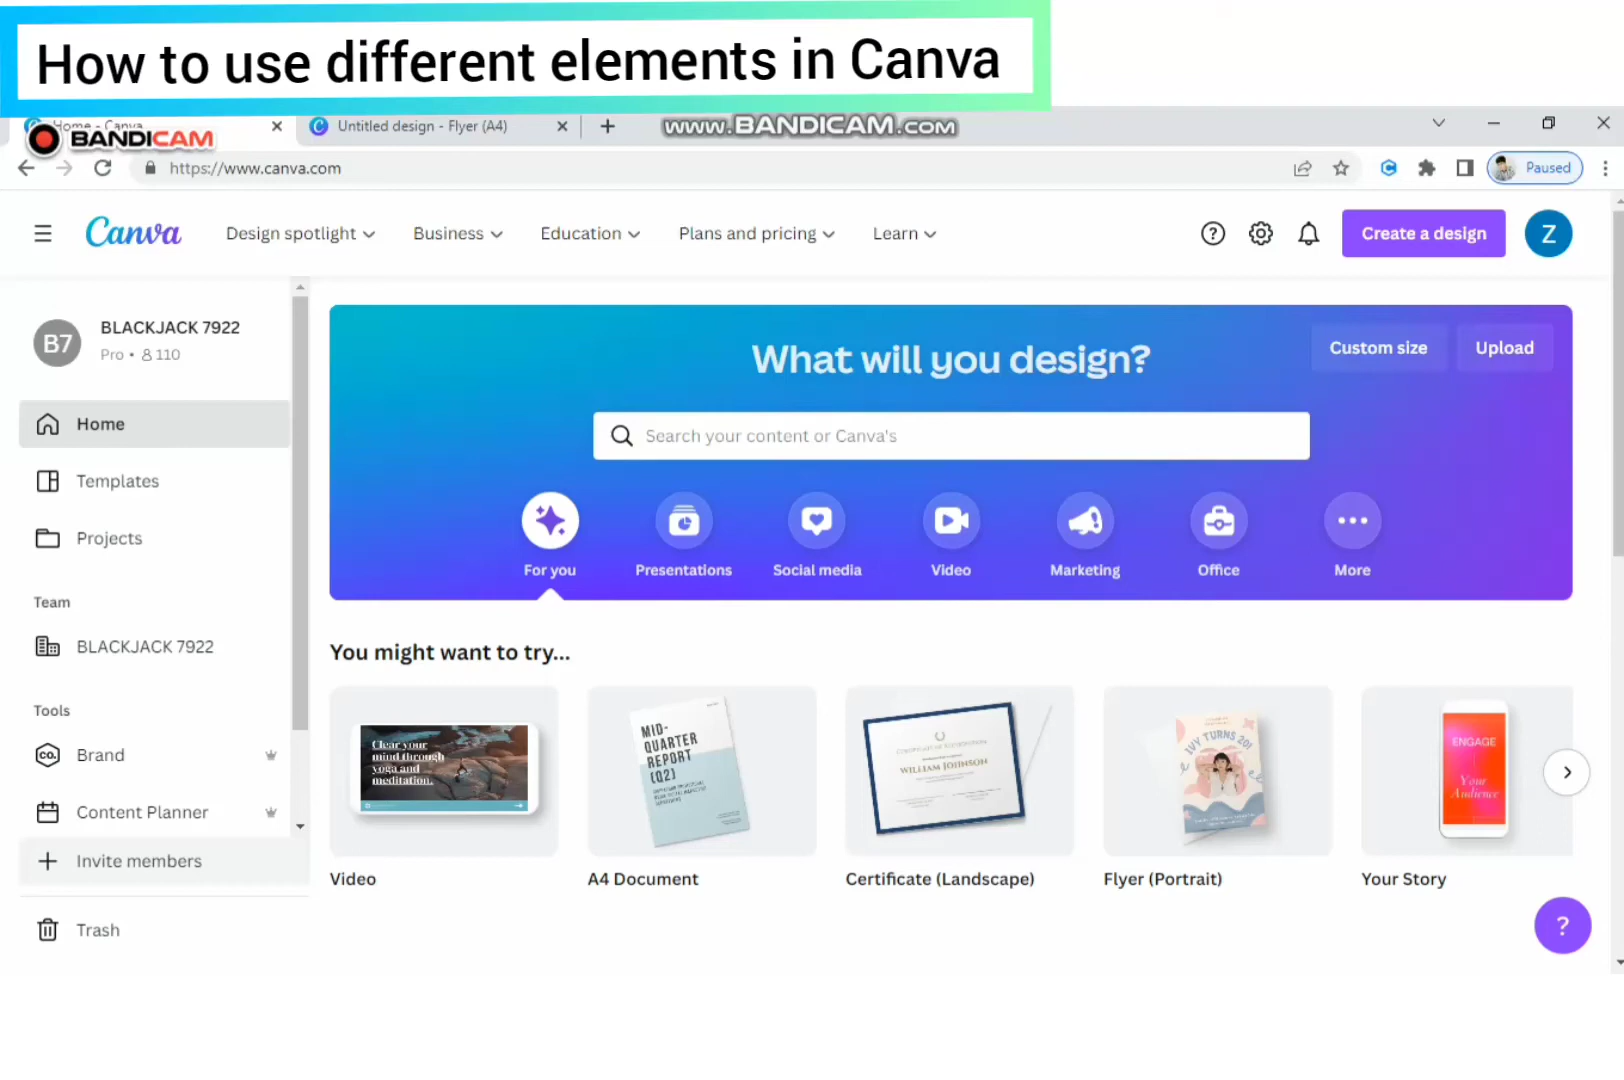 How to use different elements in Canva
Home - Canva
BANDICAM
Untitled design - Flyer (A4)
www.BANDICAM.com
https://www.canva.com
Paused
Canva
Design spotlight
Business
Education
Plans and pricing
Learn
Create a design
Z
B7
BLACKJACK 7922
Pro • 110
Home
Templates
Projects
Team
BLACKJACK 7922
Tools
Brand
Content Planner
Invite members
Trash
What will you design?
Custom size
Upload
Search your content or Canva's
For you
Presentations
Social media
Video
Marketing
Office
More
You might want to try...
Clear your
mind through
yoga and
meditation.
MID-
QUARTER
REPORT
(Q2)
WILLIAM JOHNSON
IVY TURNS 20!
ENGAGE
Your
Audience
Video
A4 Document
Certificate (Landscape)
Flyer (Portrait)
Your Story
?